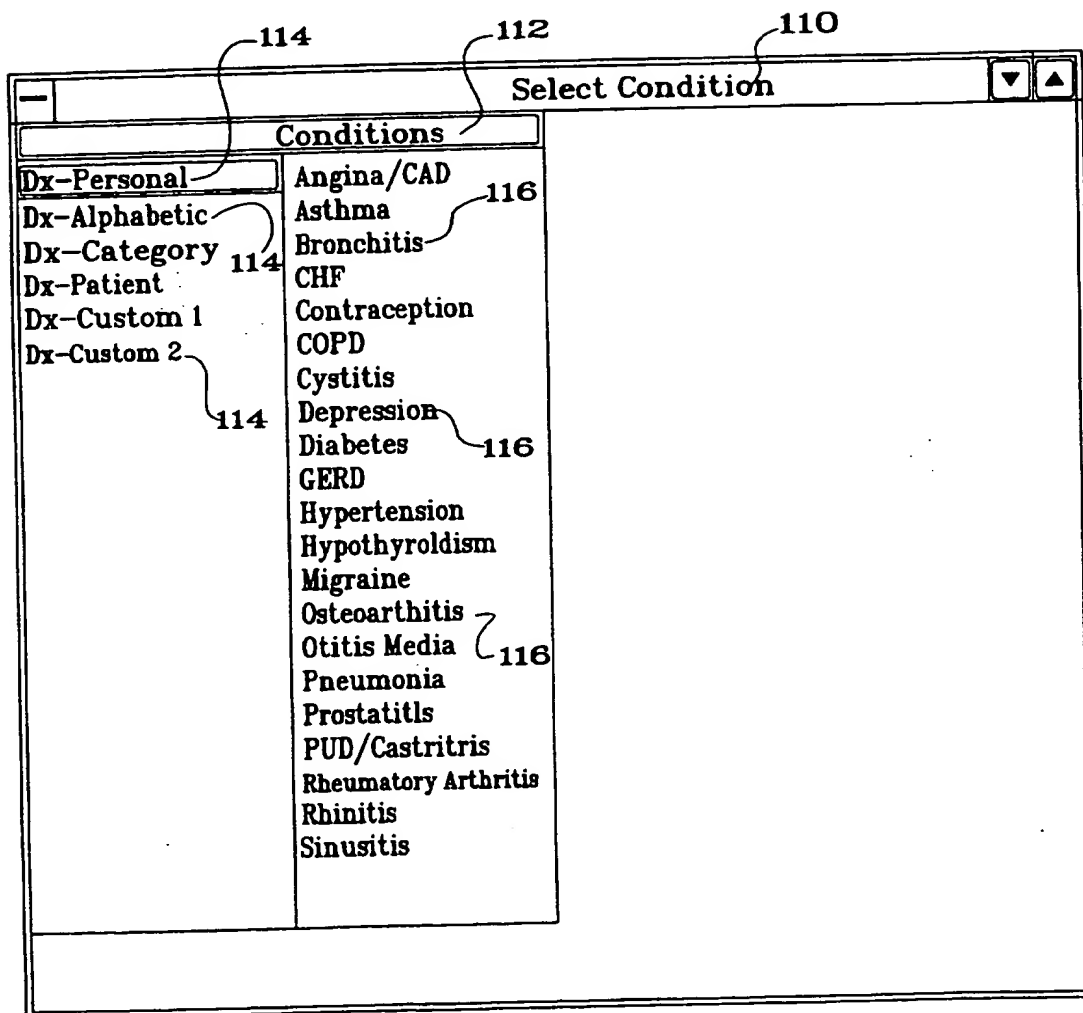 114 112 110
Select Condition
Conditions
Dx-Personal
Dx-Alphabetic
Dx-Category 114
Dx-Patient
Dx-Custom 1
Dx-Custom 2
114
Angina/CAD
116
Asthma
Bronchitis
CHF
Contraception
COPD
Cystitis
Depression
Diabetes 116
GERD
Hypertension
Hypothyroldism
Migraine
Osteoarthitis
Otitis Media 116
Pneumonia
Prostatitls
PUD/Castritris
Rheumatory Arthritis
Rhinitis
Sinusitis